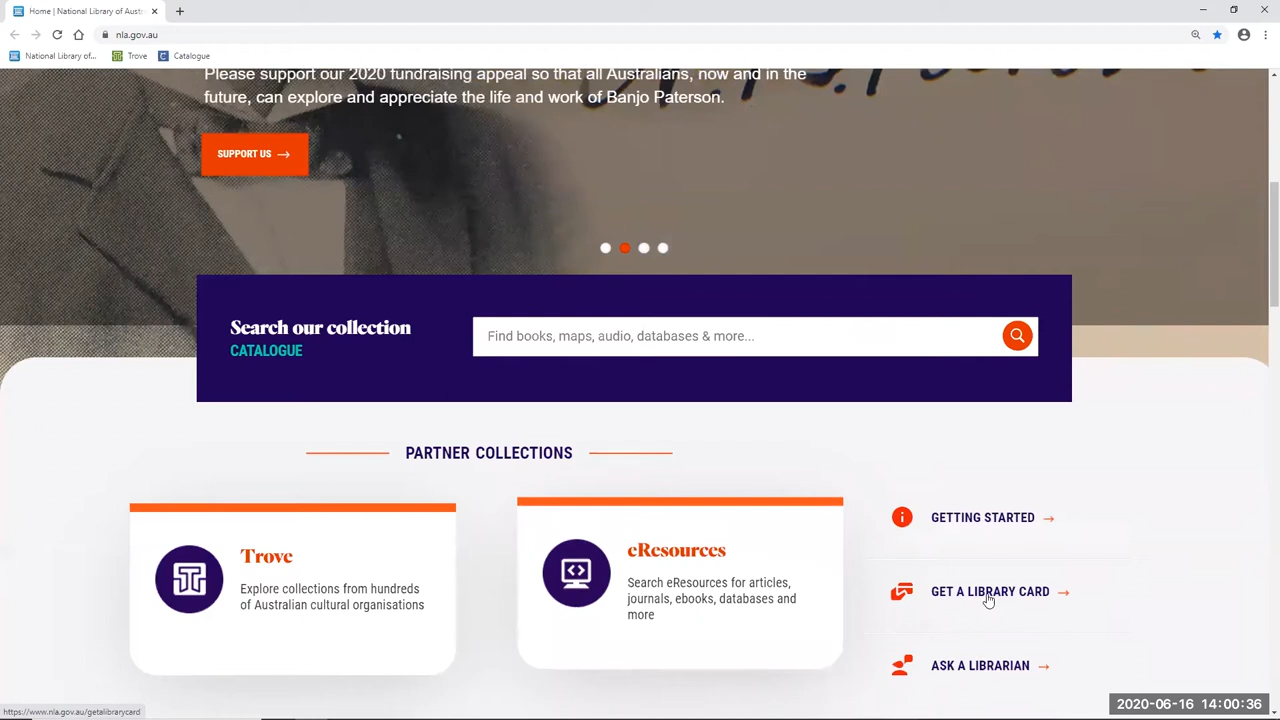 Home | National Library of Austr
nla.gov.au
National Library of...
Trove
Catalogue
Please support our 2020 fundraising appeal so that all Australians, now and in the
future, can explore and appreciate the life and work of Banjo Paterson.
SUPPORT US →
Search our collection
CATALOGUE
Find books, maps, audio, databases & more...
PARTNER COLLECTIONS
Trove
Explore collections from hundreds
of Australian cultural organisations
eResources
Search eResources for articles,
journals, ebooks, databases and
more
GETTING STARTED →
GET A LIBRARY CARD →
ASK A LIBRARIAN →
https://www.nla.gov.au/getalibrarycard
2020-06-16 14:00:36